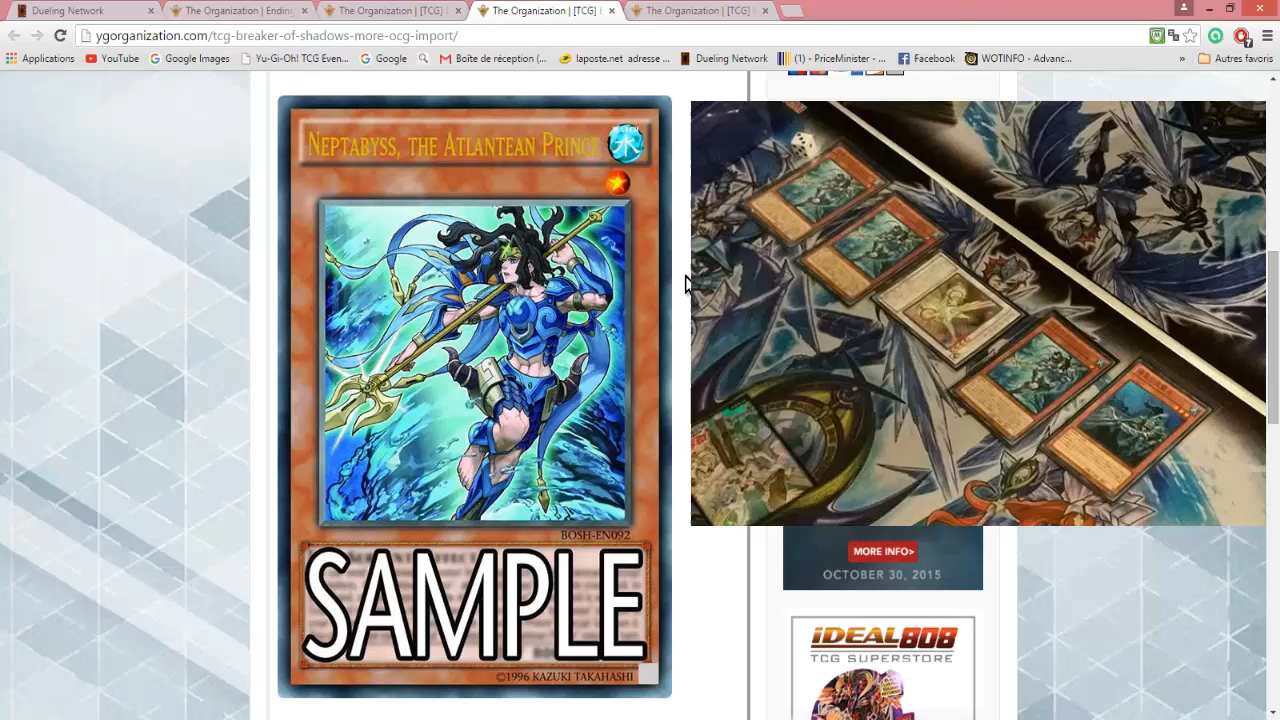 Dueling Network
The Organization | Ending
The Organization | [TCG]
The Organization | [TCG] E
The Organization | [TCG]
ygorganization.com/tcg-breaker-of-shadows-more-ocg-import/
Applications
YouTube
Google Images
Yu-Gi-Oh! TCG Even...
Google
Boîte de réception (...
laposte.net adresse ...
Dueling Network
(1) PriceMinister - ...
Facebook
WOTINFO - Advanc...
»
Autres favoris
NEPTABYSS, THE ATLANTEAN PRINCE
WATER
水
BOSH-EN092
SAMPLE
©1996 KAZUKI TAKAHASHI
MORE INFO>
OCTOBER 30, 2015
iDEAL808
TCG SUPERSTORE